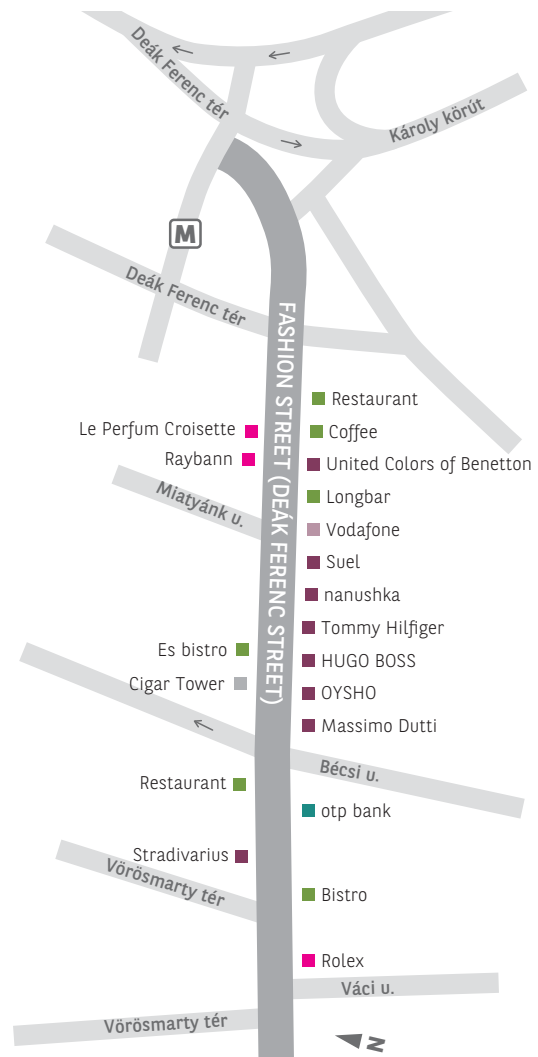 Deák Ferenc tér
Károly körút
M
Deák Ferenc tér
FASHION STREET (DEÁK FERENC STREET)
Restaurant
Le Perfum Croisette
Coffee
Raybann
United Colors of Benetton
Miatyánk u.
Longbar
Vodafone
Suel
nanushka
Tommy Hilfiger
Es bistro
HUGO BOSS
Cigar Tower
OYSHO
Massimo Dutti
Bécsi u.
Restaurant
otp bank
Stradivarius
Vörösmarty tér
Bistro
Rolex
Váci u.
Vörösmarty tér
N